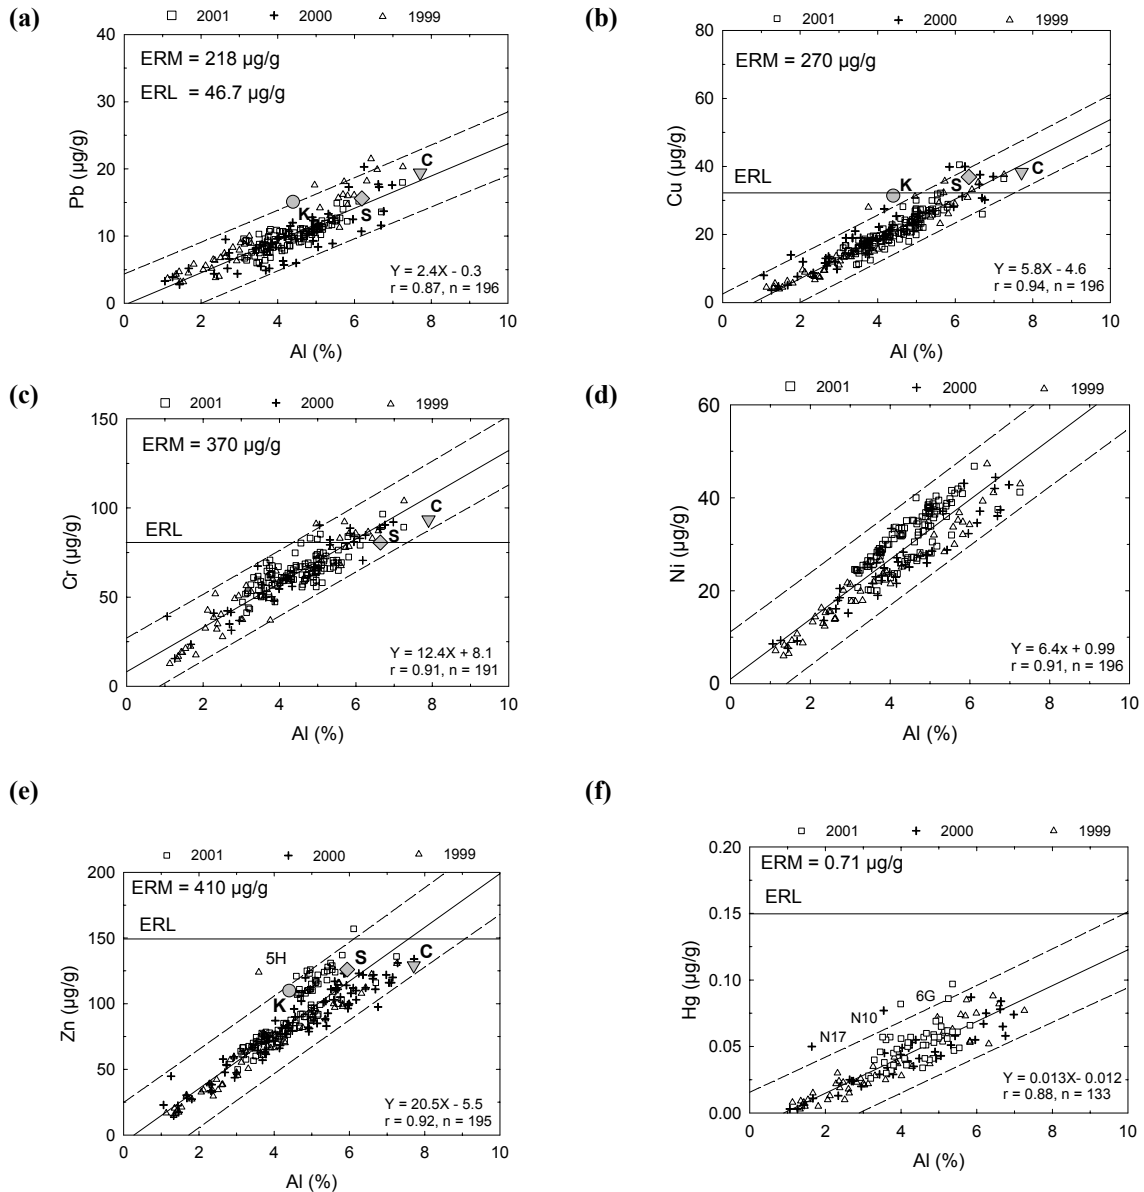 (a)
2001 2000 1999
40
30
20
10
0
ERM = 218 µg/g
ERL = 46.7 µg/g
Pb (µg/g)
C
K
S
Y = 2.4X - 0.3
r = 0.87, n = 196
0 2 4 6 8 10
Al (%)
(b)
2001 2000 1999
80
60
40
20
0
ERM = 270 µg/g
ERL
Cu (µg/g)
K
S
C
Y = 5.8X - 4.6
r = 0.94, n = 196
0 2 4 6 8 10
Al (%)
(c)
2001 2000 1999
150
100
50
0
ERM = 370 µg/g
ERL
Cr (µg/g)
C
S
Y = 12.4X + 8.1
r = 0.91, n = 191
0 2 4 6 8 10
Al (%)
(d)
2001 2000 1999
60
40
20
0
Ni (µg/g)
Y = 6.4x + 0.99
r = 0.91, n = 196
0 2 4 6 8 10
Al (%)
(e)
2001 2000 1999
200
150
100
50
0
ERM = 410 µg/g
ERL
Zn (µg/g)
5H
S
C
K
Y = 20.5X - 5.5
r = 0.92, n = 195
0 2 4 6 8 10
Al (%)
(f)
2001 2000 1999
0.20
0.15
0.10
0.05
0.00
ERM = 0.71 µg/g
ERL
Hg (µg/g)
6G
N10
N17
Y = 0.013X- 0.012
r = 0.88, n = 133
0 2 4 6 8 10
Al (%)